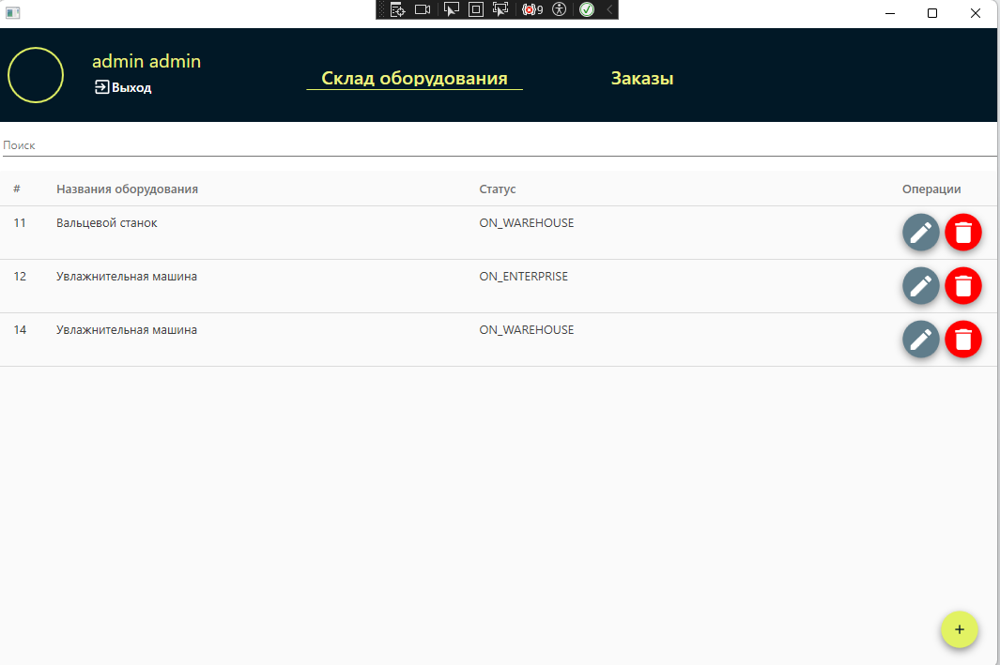 9
admin admin
Выход
Склад оборудования
Заказы
Поиск
# Названия оборудования Статус Операции
11 Вальцевой станок ON_WAREHOUSE
12 Увлажнительная машина ON_ENTERPRISE
14 Увлажнительная машина ON_WAREHOUSE
+